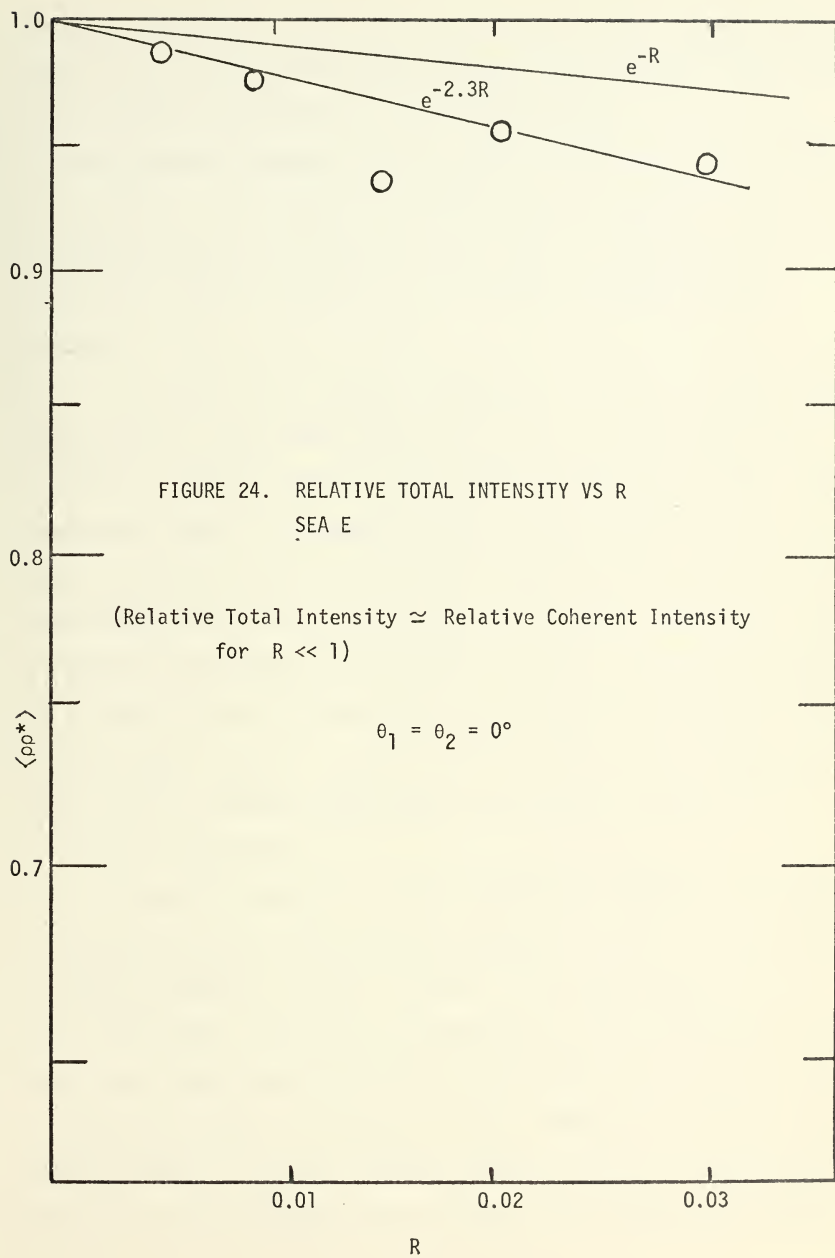 1.0
e-R
e-2.3R
0.9
FIGURE 24. RELATIVE TOTAL INTENSITY VS R
SEA E
0.8
(Relative Total Intensity ≃ Relative Coherent Intensity
for R << 1)
θ1 = θ2 = 0°
⟨ρρ*⟩
0.7
0.01 0.02 0.03
R